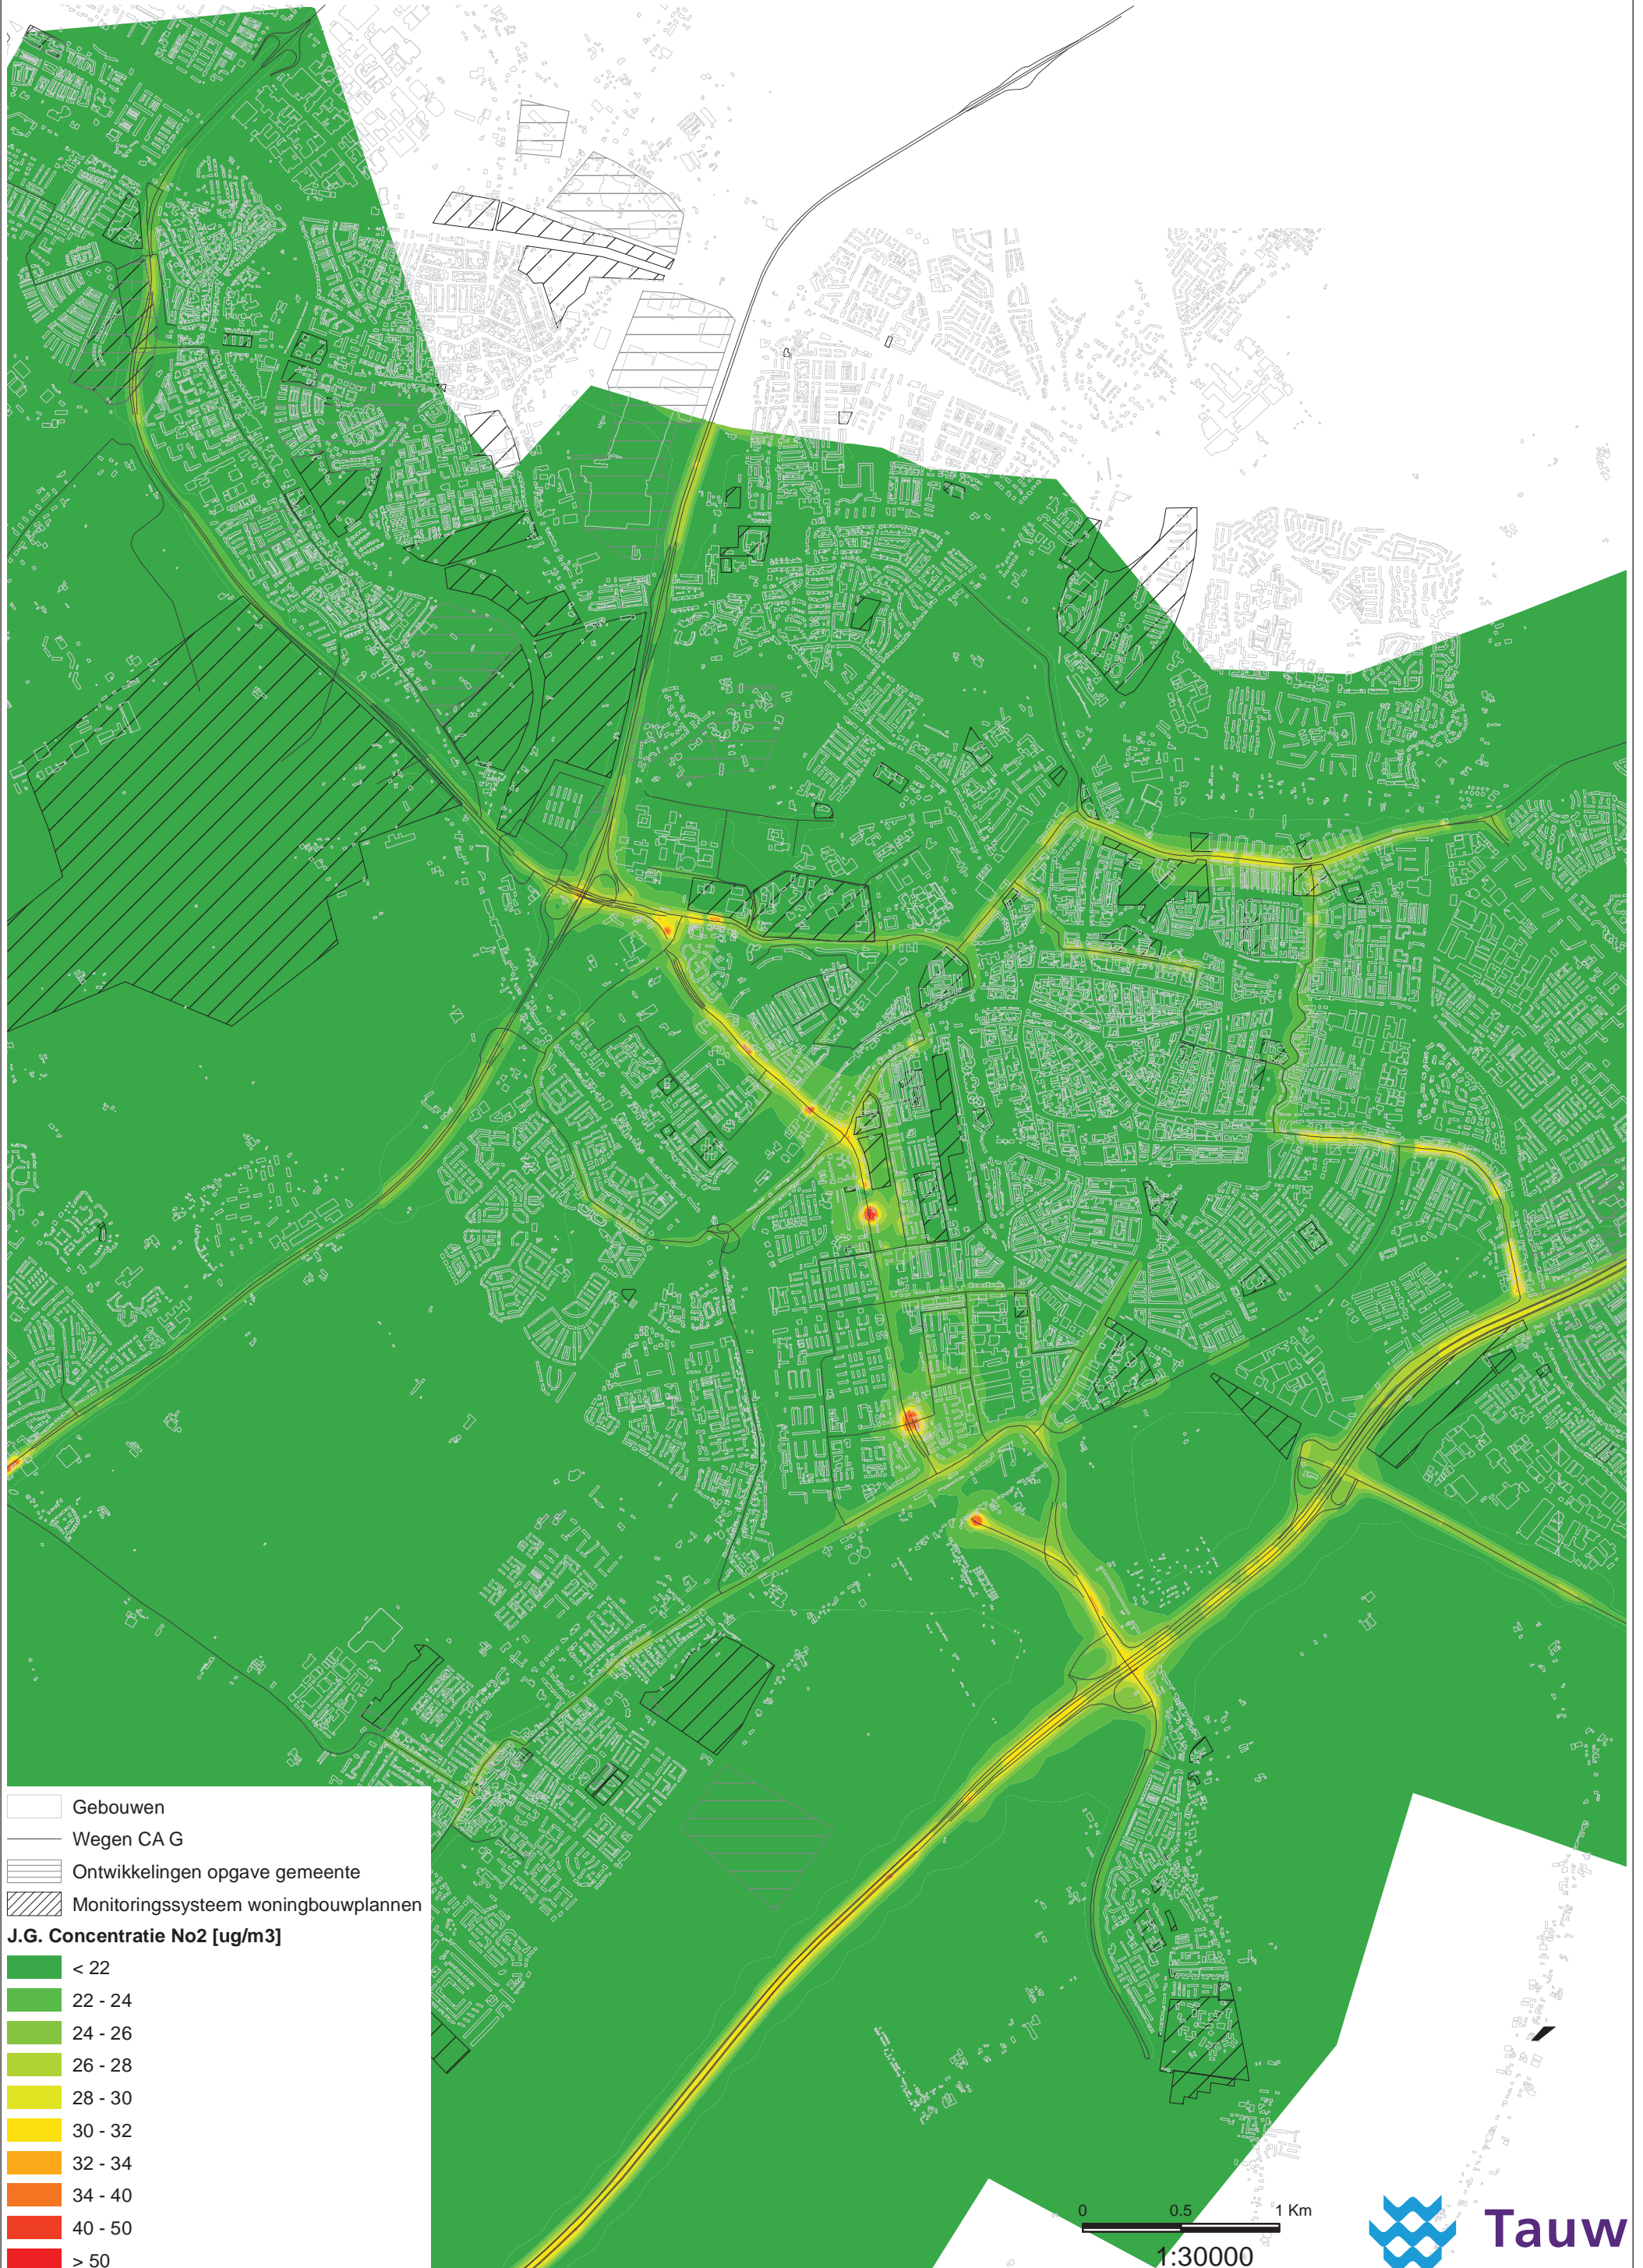 Gebouwen
Wegen CA G
Ontwikkelingen opgave gemeente
Monitoringssysteem woningbouwplannen
J.G. Concentratie No2 [ug/m3]
< 22
22 - 24
24 - 26
26 - 28
28 - 30
30 - 32
32 - 34
34 - 40
40 - 50
> 50
0 0.5 1 Km
1:30000
Tauw